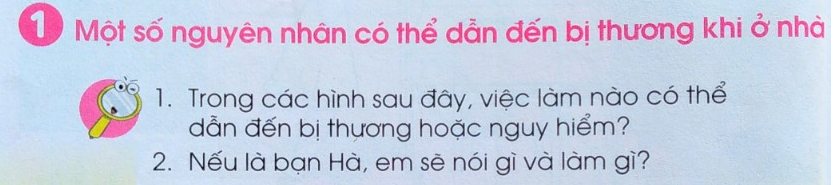 1 Một số nguyên nhân có thể dẫn đến bị thương khi ở nhà
1. Trong các hình sau đây, việc làm nào có thể
dẫn đến bị thương hoặc nguy hiểm?
2. Nếu là bạn Hà, em sẽ nói gì và làm gì?